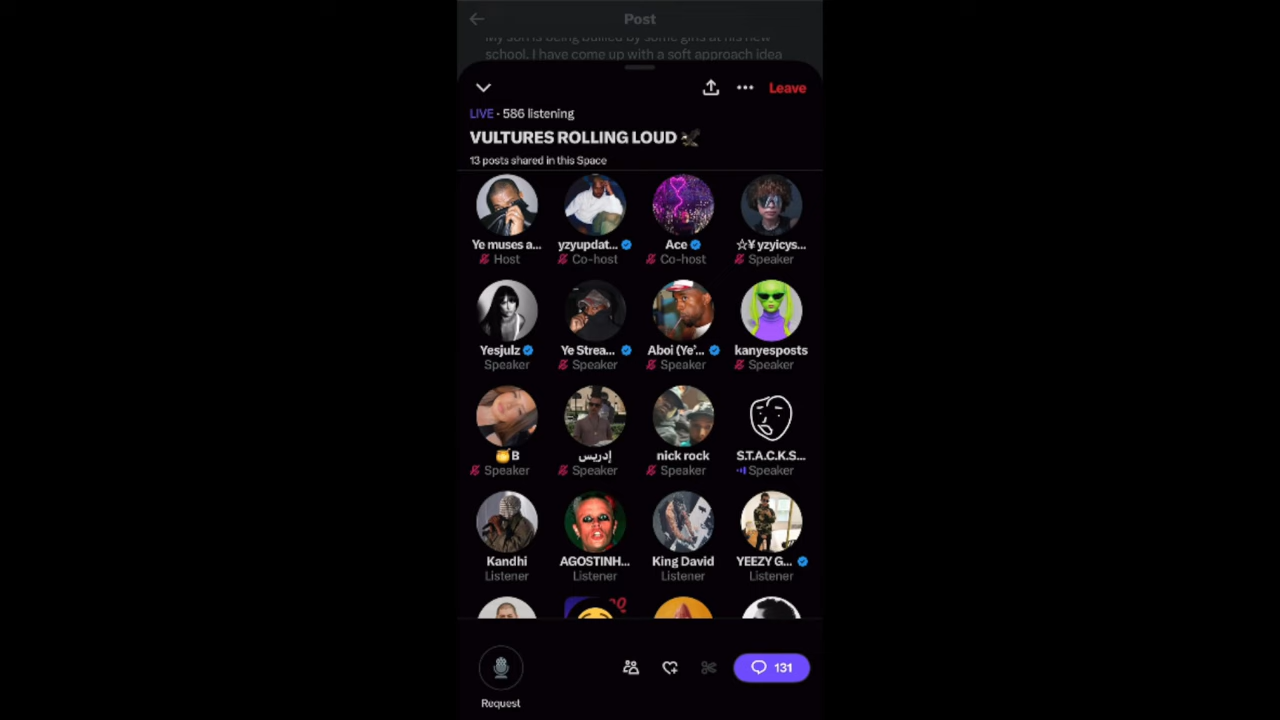 Post
My son is being bullied by some girls at his new
school. I have come up with a soft approach idea
Leave
LIVE · 586 listening
VULTURES ROLLING LOUD
13 posts shared in this Space
Ye muses a... yzyupdat... Ace ☆¥ yzyicys...
Host Co-host Co-host Speaker
Yesjulz Ye Strea... Aboi (Ye'... kanyesposts
Speaker Speaker Speaker Speaker
🍯B إدريس nick rock S.T.A.C.K.S...
Speaker Speaker Speaker Speaker
Kandhi AGOSTINH... King David YEEZY G...
Listener Listener Listener Listener
131
Request